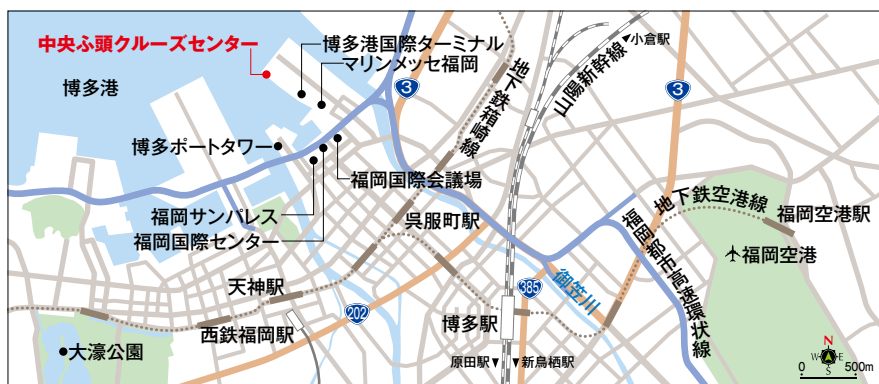 中央ふ頭クルーズセンター
博多港国際ターミナル
マリンメッセ福岡
博多港
博多ポートタワー
福岡国際会議場
福岡サンパレス
福岡国際センター
地下鉄箱崎線
山陽新幹線
小倉駅
3
3
呉服町駅
地下鉄空港線
福岡空港駅
福岡空港
福岡都市高速環状線
御笠川
天神駅
西鉄福岡駅
202
385
博多駅
大濠公園
原田駅
新鳥栖駅
N
W E
S
0 500m